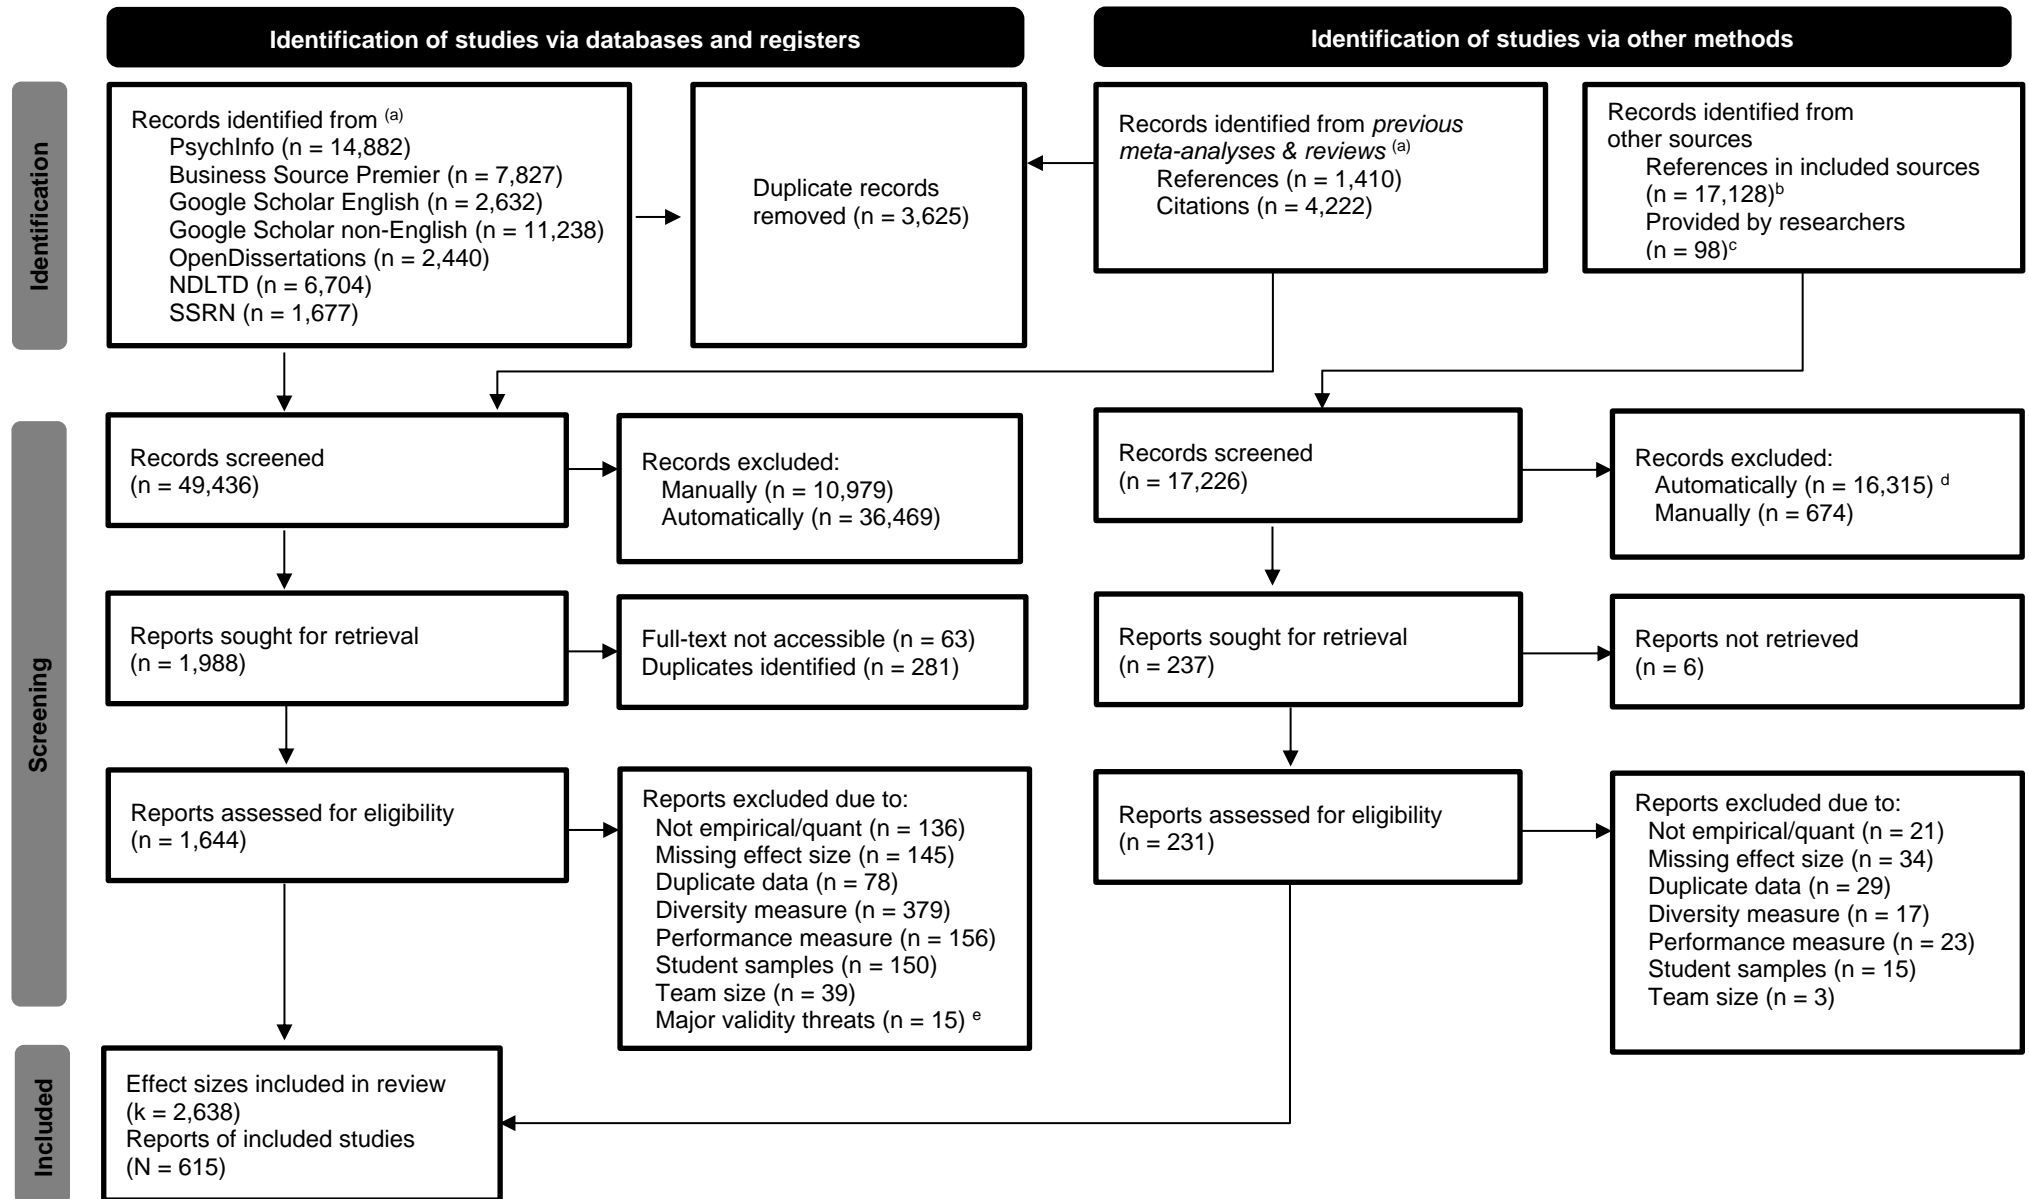 Identification of studies via databases and registers
Identification of studies via other methods
Identification
Records identified from (a)
PsychInfo (n = 14,882)
Business Source Premier (n = 7,827)
Google Scholar English (n = 2,632)
Google Scholar non-English (n = 11,238)
OpenDissertations (n = 2,440)
NDLTD (n = 6,704)
SSRN (n = 1,677)
Duplicate records
removed (n = 3,625)
Records identified from previous
meta-analyses & reviews (a)
References (n = 1,410)
Citations (n = 4,222)
Records identified from
other sources
References in included sources
(n = 17,128)b
Provided by researchers
(n = 98)c
Screening
Records screened
(n = 49,436)
Records excluded:
Manually (n = 10,979)
Automatically (n = 36,469)
Records screened
(n = 17,226)
Records excluded:
Automatically (n = 16,315) d
Manually (n = 674)
Reports sought for retrieval
(n = 1,988)
Full-text not accessible (n = 63)
Duplicates identified (n = 281)
Reports sought for retrieval
(n = 237)
Reports not retrieved
(n = 6)
Reports assessed for eligibility
(n = 1,644)
Reports excluded due to:
Not empirical/quant (n = 136)
Missing effect size (n = 145)
Duplicate data (n = 78)
Diversity measure (n = 379)
Performance measure (n = 156)
Student samples (n = 150)
Team size (n = 39)
Major validity threats (n = 15) e
Reports assessed for eligibility
(n = 231)
Reports excluded due to:
Not empirical/quant (n = 21)
Missing effect size (n = 34)
Duplicate data (n = 29)
Diversity measure (n = 17)
Performance measure (n = 23)
Student samples (n = 15)
Team size (n = 3)
Included
Effect sizes included in review
(k = 2,638)
Reports of included studies
(N = 615)